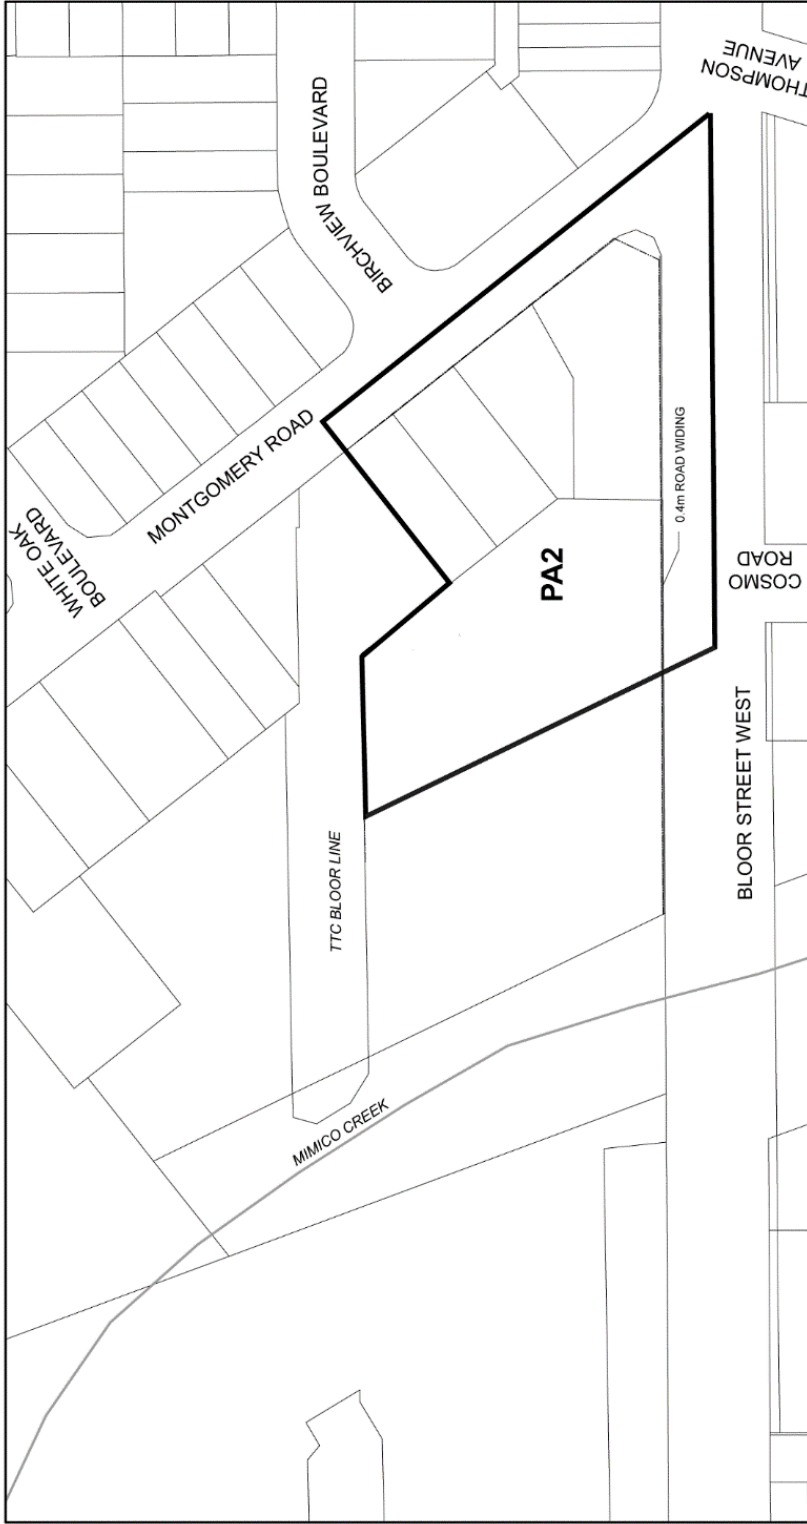 WHITE OAK
BOULEVARD
MONTGOMERY ROAD
BIRCHVIEW BOULEVARD
THOMPSON
AVENUE
TTC BLOOR LINE
MIMICO CREEK
PA2
0.4m ROAD WIDING
COSMO
ROAD
BLOOR STREET WEST